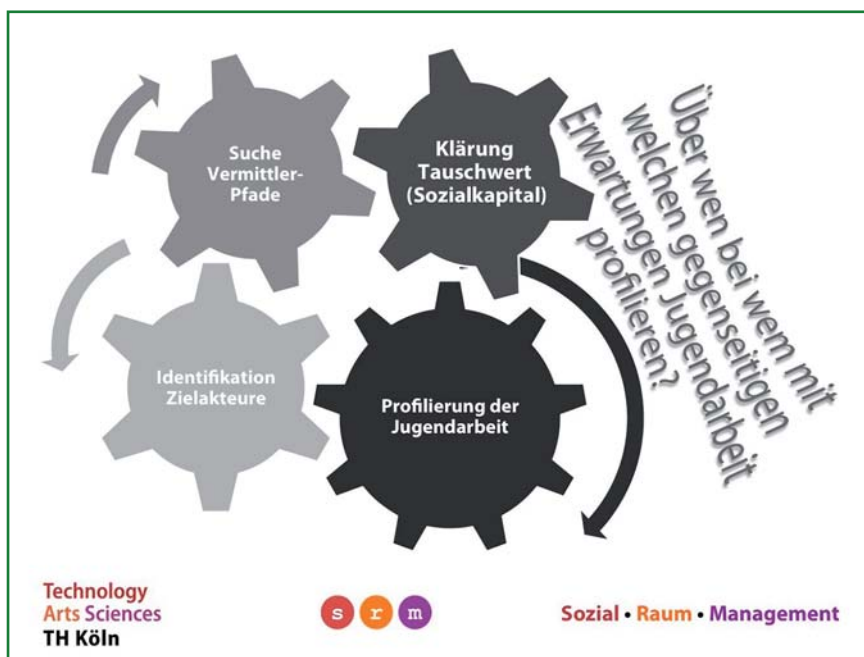 Suche
Vermittler-
Pfade
Klärung
Tauschwert
(Sozialkapital)
Identifikation
Zielakteure
Profilierung der
Jugendarbeit
Über wen bei wem mit
welchen gegenseitigen
Erwartungen Jugendarbeit
profilieren?
Technology
Arts Sciences
TH Köln
s r m
Sozial • Raum • Management